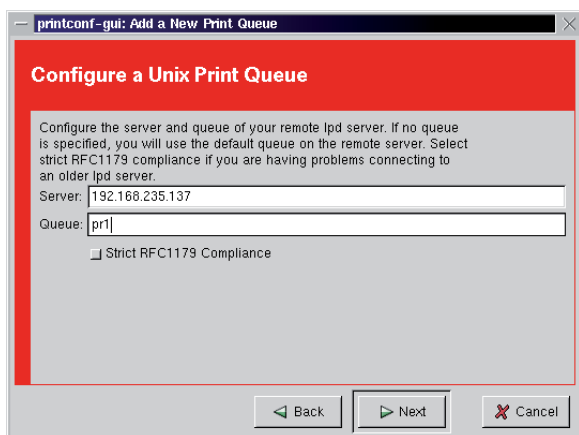 printconf-gui: Add a New Print Queue
Configure a Unix Print Queue
Configure the server and queue of your remote lpd server. If no queue
is specified, you will use the default queue on the remote server. Select
strict RFC1179 compliance if you are having problems connecting to
an older lpd server.
Server: 192.168.235.137
Queue: pr1
Strict RFC1179 Compliance
Back Next Cancel